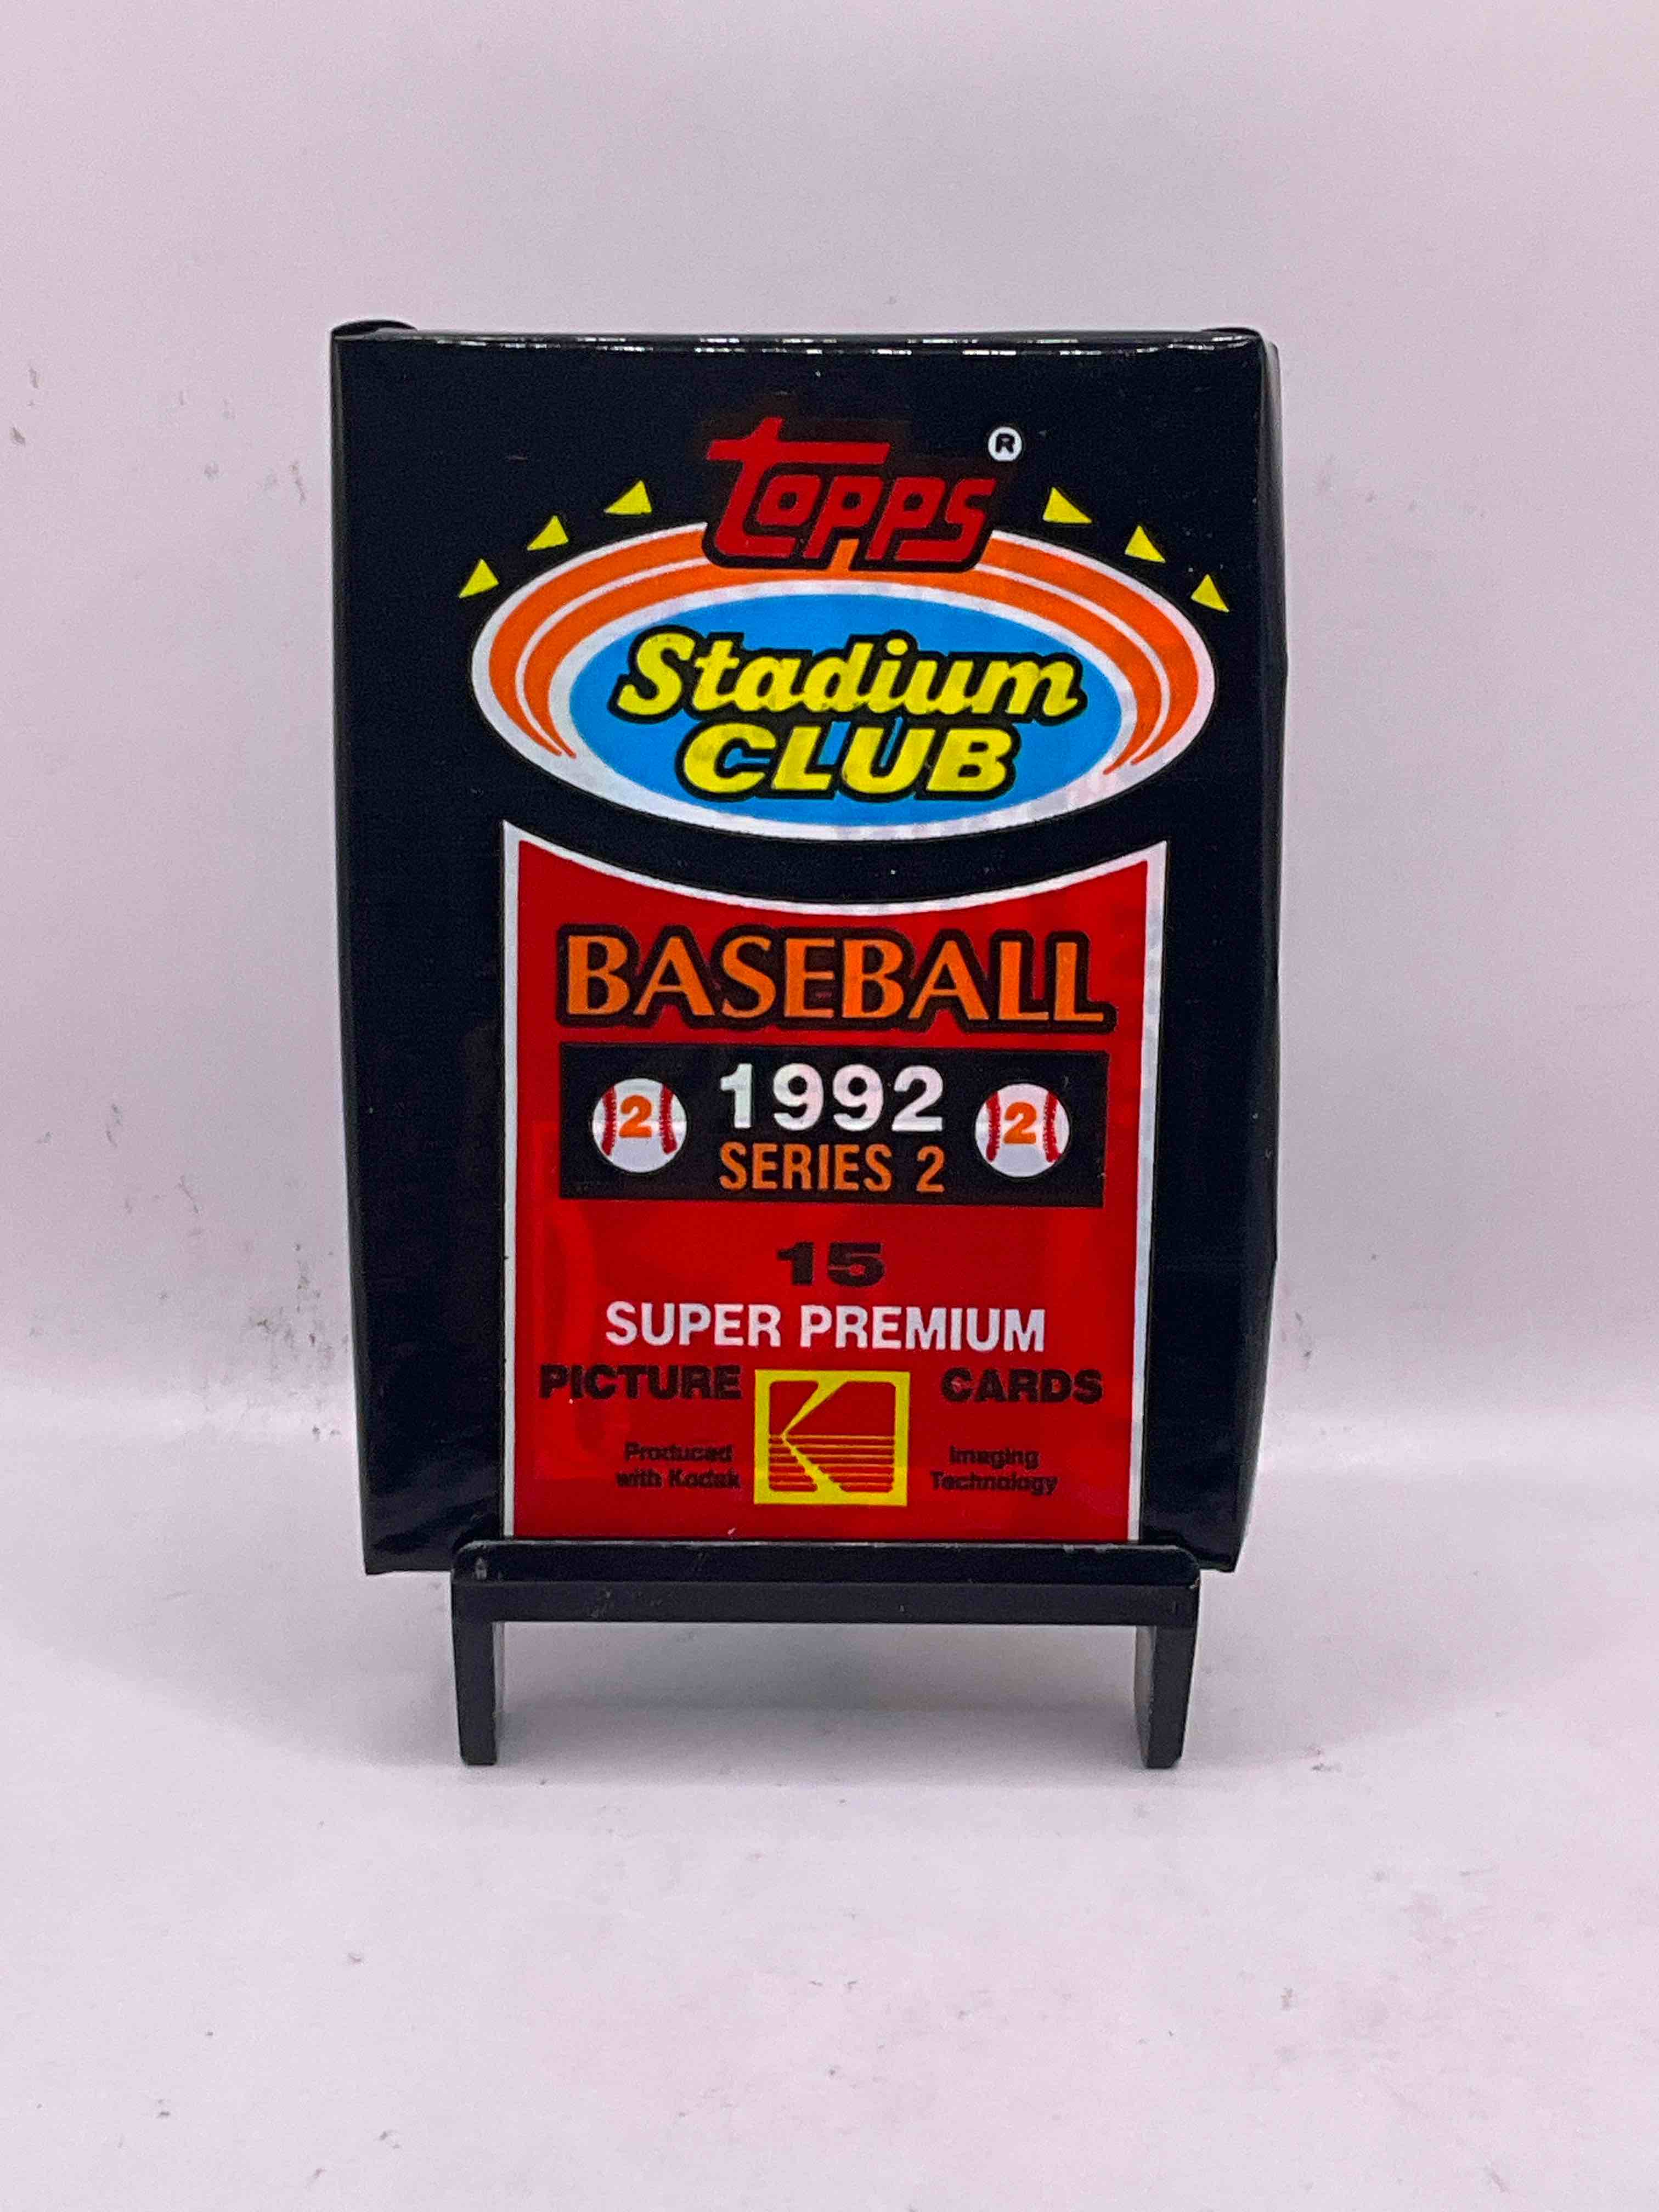 Topps ®
Stadium
CLUB
BASEBALL
2 1992 2
SERIES 2
15
SUPER PREMIUM
PICTURE CARDS
Produced Imaging
with Kodak Technology